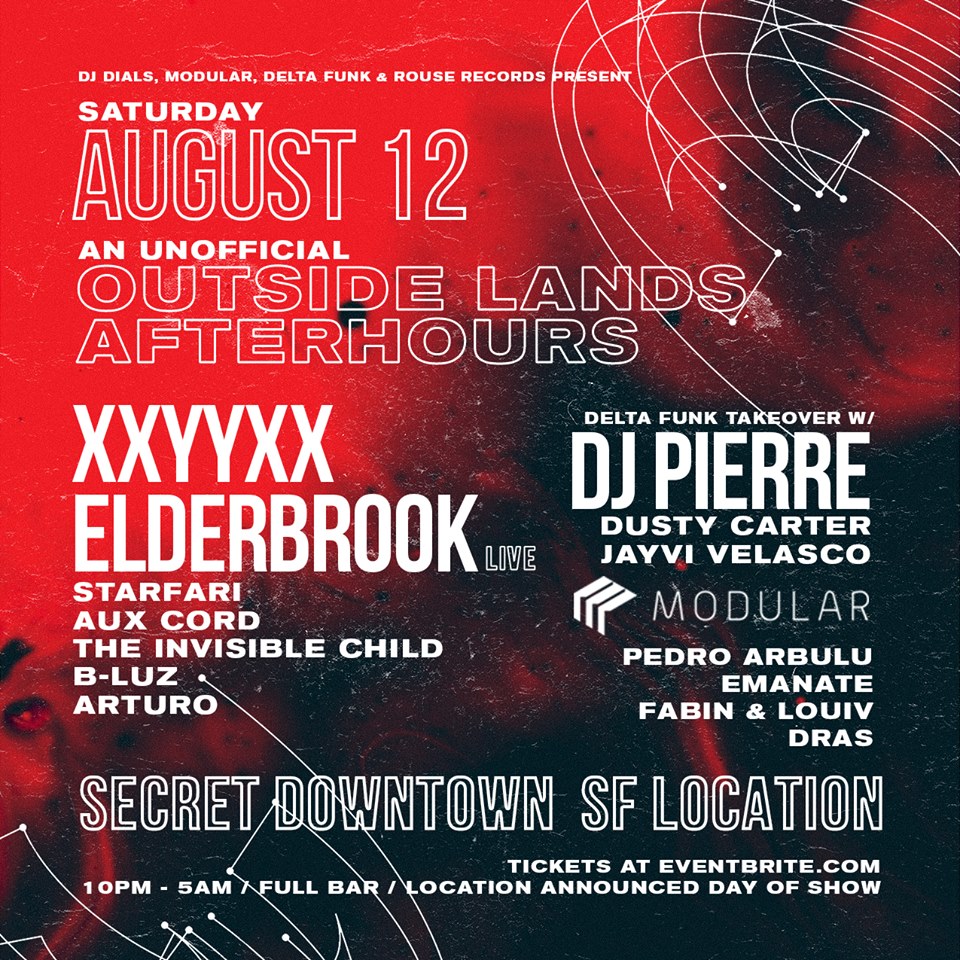 DJ DIALS, MODULAR, DELTA FUNK & ROUSE RECORDS PRESENT
SATURDAY
AUGUST 12
AN UNOFFICIAL
OUTSIDE LANDS
AFTERHOURS
XXYYXX
ELDERBROOK LIVE
STARFARI
AUX CORD
THE INVISIBLE CHILD
B-LUZ
ARTURO
DELTA FUNK TAKEOVER W/
DJ PIERRE
DUSTY CARTER
JAYVI VELASCO
MODULAR
PEDRO ARBULU
EMANATE
FABIN & LOUIV
DRAS
SECRET DOWNTOWN SF LOCATION
TICKETS AT EVENTBRITE.COM
10PM - 5AM / FULL BAR / LOCATION ANNOUNCED DAY OF SHOW